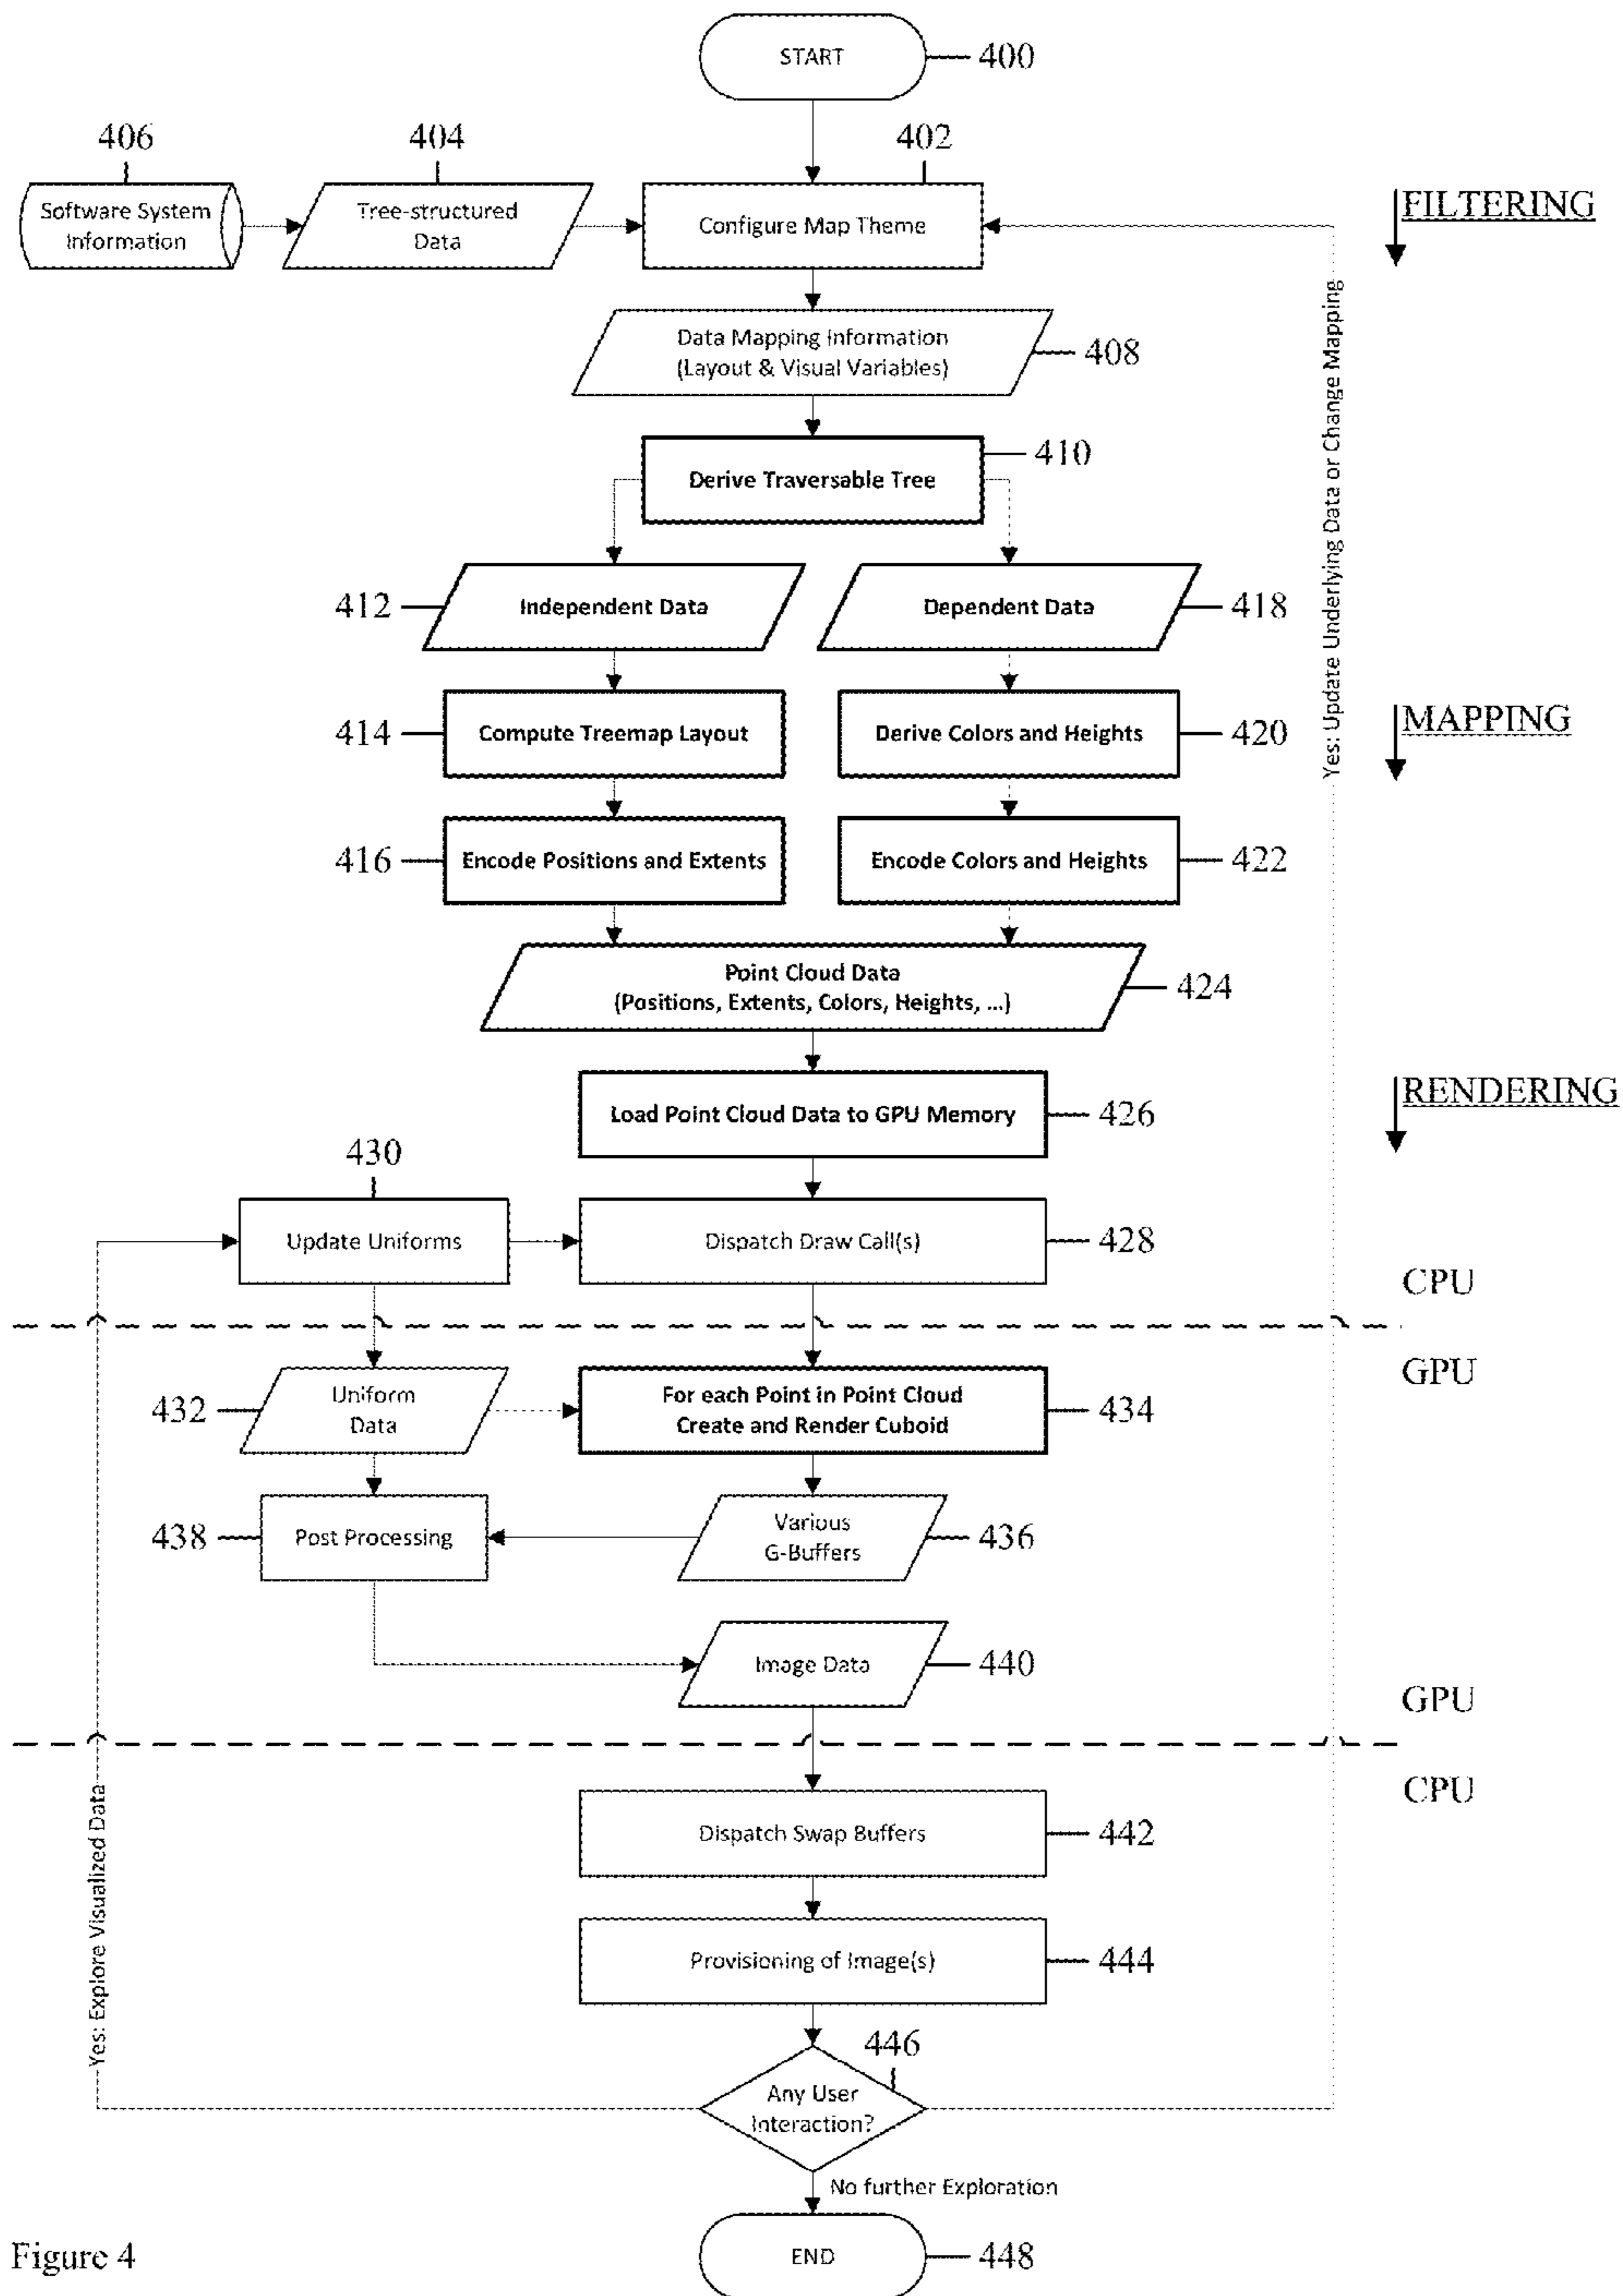 START
400
406
404
402
Software System
Information
Tree-structured
Data
Configure Map Theme
FILTERING
Data Mapping Information
(Layout & Visual Variables)
408
Yes: Update Underlying Data or Change Mapping
Derive Traversable Tree
410
412
Independent Data
Dependent Data
418
414
Compute Treemap Layout
Derive Colors and Heights
420
MAPPING
416
Encode Positions and Extents
Encode Colors and Heights
422
Point Cloud Data
(Positions, Extents, Colors, Heights, ...)
424
Load Point Cloud Data to GPU Memory
426
RENDERING
430
Update Uniforms
Dispatch Draw Call(s)
428
CPU
GPU
432
Uniform
Data
For each Point in Point Cloud
Create and Render Cuboid
434
438
Post Processing
Various
G-Buffers
436
Image Data
440
GPU
CPU
Yes: Explore Visualized Data
Dispatch Swap Buffers
442
Provisioning of Image(s)
444
446
Any User
Interaction?
No further Exploration
Figure 4
END
448